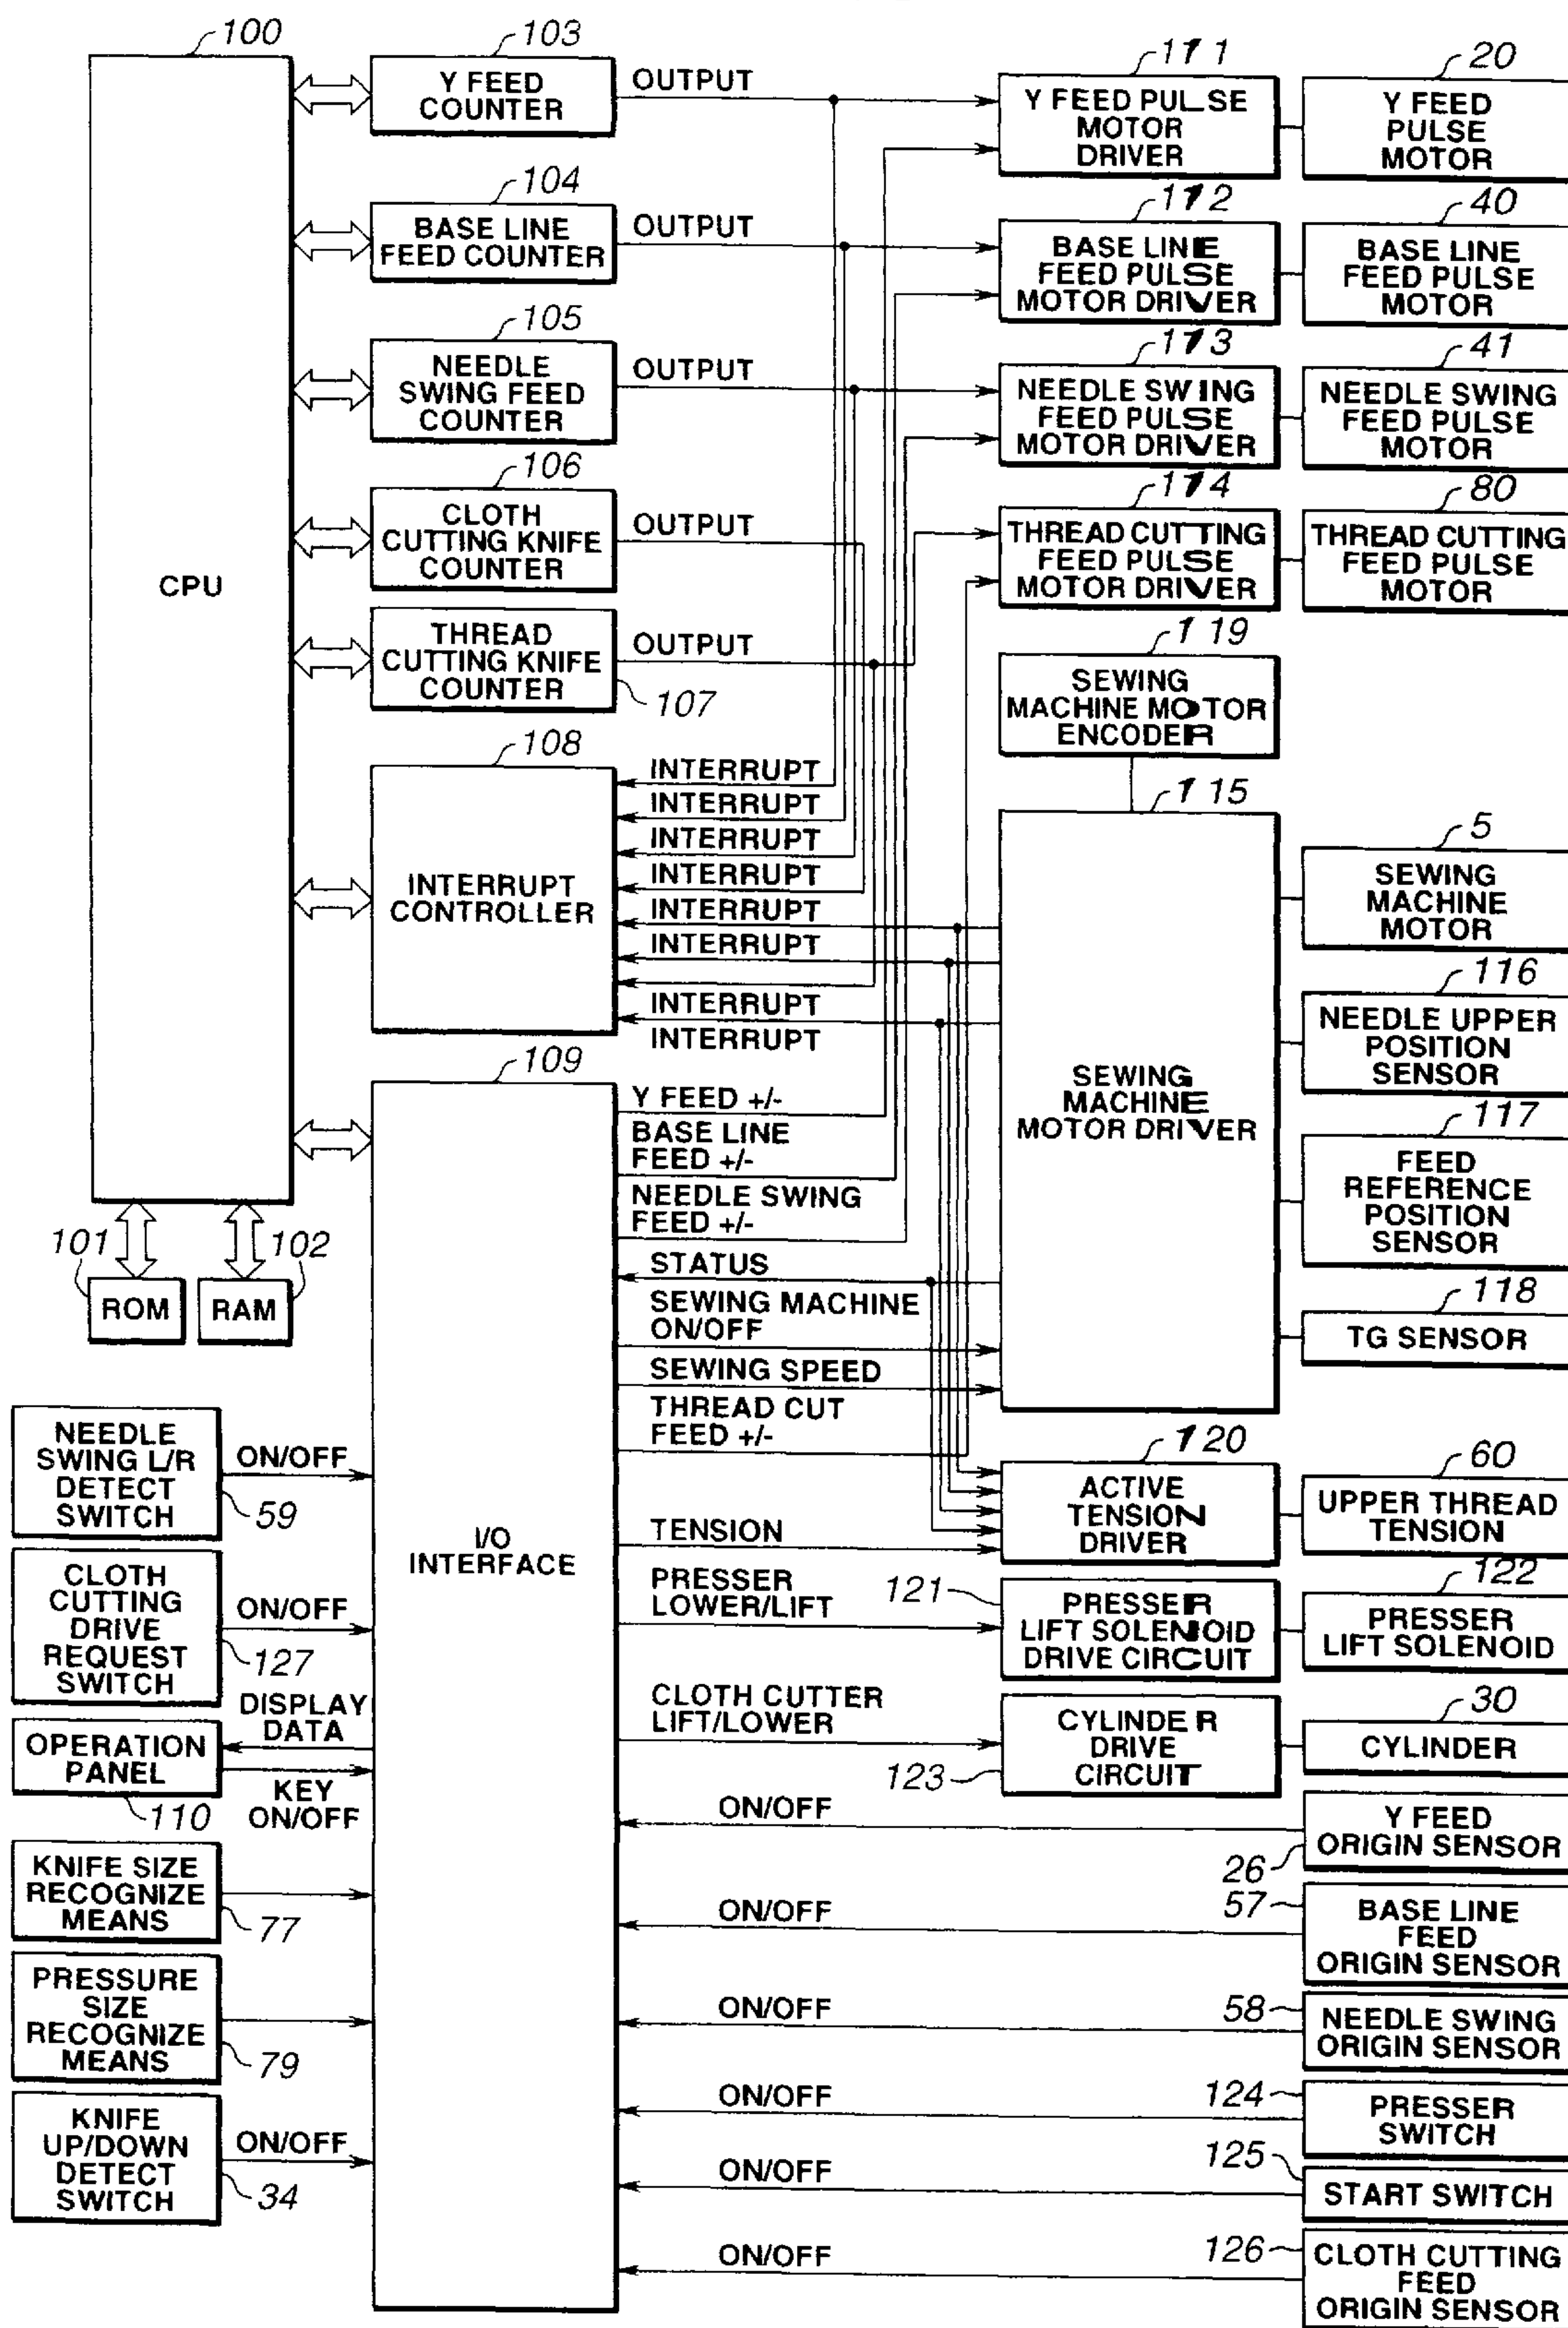 100
CPU
101
ROM
102
RAM
103
Y FEED
COUNTER
OUTPUT
104
BASE LINE
FEED COUNTER
OUTPUT
105
NEEDLE
SWING FEED
COUNTER
OUTPUT
106
CLOTH
CUTTING KNIFE
COUNTER
OUTPUT
THREAD
CUTTING KNIFE
COUNTER
107
OUTPUT
108
INTERRUPT
CONTROLLER
INTERRUPT
INTERRUPT
INTERRUPT
INTERRUPT
INTERRUPT
INTERRUPT
INTERRUPT
INTERRUPT
111
Y FEED PULSE
MOTOR
DRIVER
20
Y FEED
PULSE
MOTOR
112
BASE LINE
FEED PULSE
MOTOR DRIVER
40
BASE LINE
FEED PULSE
MOTOR
113
NEEDLE SWING
FEED PULSE
MOTOR DRIVER
41
NEEDLE SWING
FEED PULSE
MOTOR
114
THREAD CUTTING
FEED PULSE
MOTOR DRIVER
80
THREAD CUTTING
FEED PULSE
MOTOR
119
SEWING
MACHINE MOTOR
ENCODER
115
SEWING
MACHINE
MOTOR DRIVER
5
SEWING
MACHINE
MOTOR
116
NEEDLE UPPER
POSITION
SENSOR
117
FEED
REFERENCE
POSITION
SENSOR
118
TG SENSOR
109
I/O
INTERFACE
Y FEED +/-
BASE LINE
FEED +/-
NEEDLE SWING
FEED +/-
STATUS
SEWING MACHINE
ON/OFF
SEWING SPEED
THREAD CUT
FEED +/-
TENSION
PRESSER
LOWER/LIFT
CLOTH CUTTER
LIFT/LOWER
120
ACTIVE
TENSION
DRIVER
60
UPPER THREAD
TENSION
121
PRESSER
LIFT SOLENOID
DRIVE CIRCUIT
122
PRESSER
LIFT SOLENOID
123
CYLINDER
DRIVE
CIRCUIT
30
CYLINDER
NEEDLE
SWING L/R
DETECT
SWITCH
59
ON/OFF
CLOTH
CUTTING
DRIVE
REQUEST
SWITCH
127
ON/OFF
OPERATION
PANEL
110
DISPLAY
DATA
KEY
ON/OFF
KNIFE SIZE
RECOGNIZE
MEANS
77
PRESSURE
SIZE
RECOGNIZE
MEANS
79
KNIFE
UP/DOWN
DETECT
SWITCH
34
ON/OFF
ON/OFF
26
Y FEED
ORIGIN SENSOR
ON/OFF
57
BASE LINE
FEED
ORIGIN SENSOR
ON/OFF
58
NEEDLE SWING
ORIGIN SENSOR
ON/OFF
124
PRESSER
SWITCH
ON/OFF
125
START SWITCH
ON/OFF
126
CLOTH CUTTING
FEED
ORIGIN SENSOR